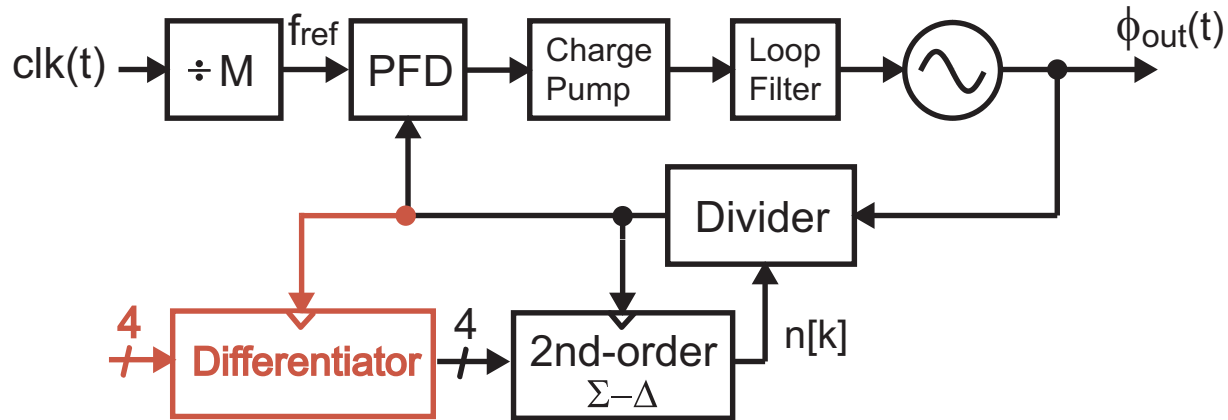 clk(t)
÷ M
fref
PFD
Charge
Pump
Loop
Filter
ϕout(t)
Divider
4
Differentiator
4
2nd-order
Σ−Δ
n[k]